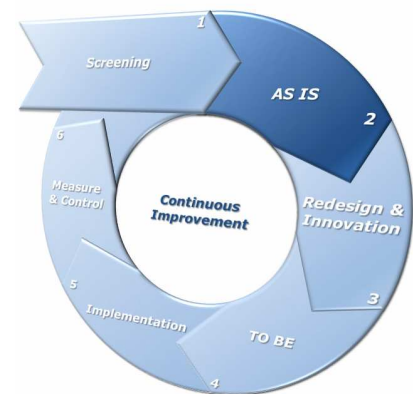 1
Screening
AS IS
2
Redesign &
Innovation
3
TO BE
4
Implementation
5
Measure
& Control
6
Continuous
Improvement